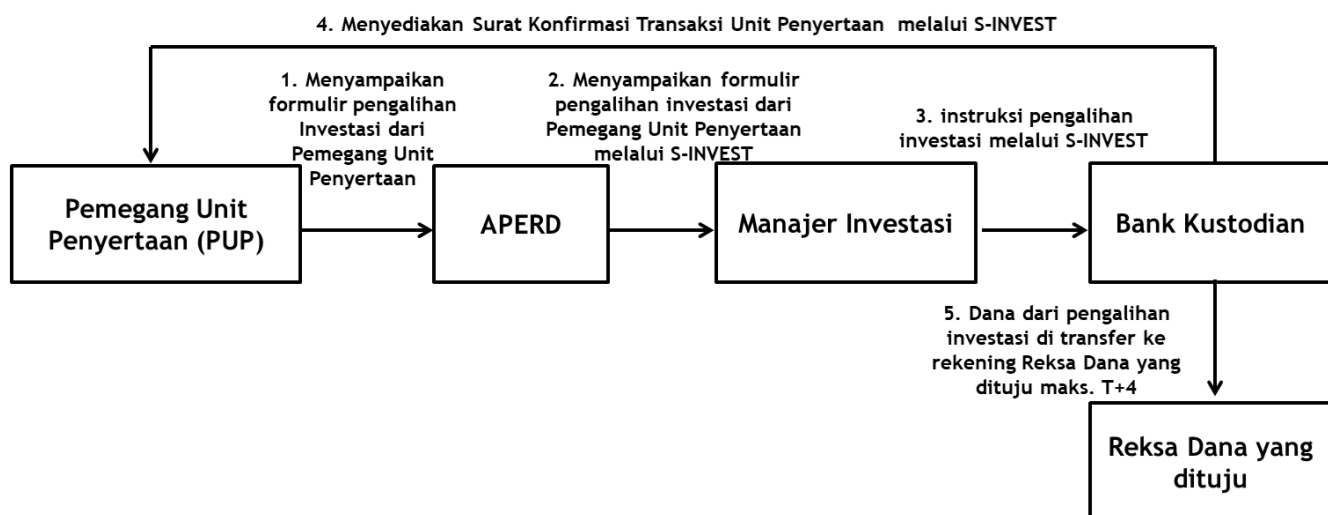 4. Menyediakan Surat Konfirmasi Transaksi Unit Penyertaan melalui S-INVEST
1. Menyampaikan
formulir pengalihan
Investasi dari
Pemegang Unit
Penyertaan
2. Menyampaikan formulir
pengalihan investasi dari
Pemegang Unit Penyertaan
melalui S-INVEST
3. instruksi pengalihan
investasi melalui S-INVEST
Pemegang Unit
Penyertaan (PUP)
APERD
Manajer Investasi
Bank Kustodian
5. Dana dari pengalihan
investasi di transfer ke
rekening Reksa Dana yang
dituju maks. T+4
Reksa Dana yang
dituju